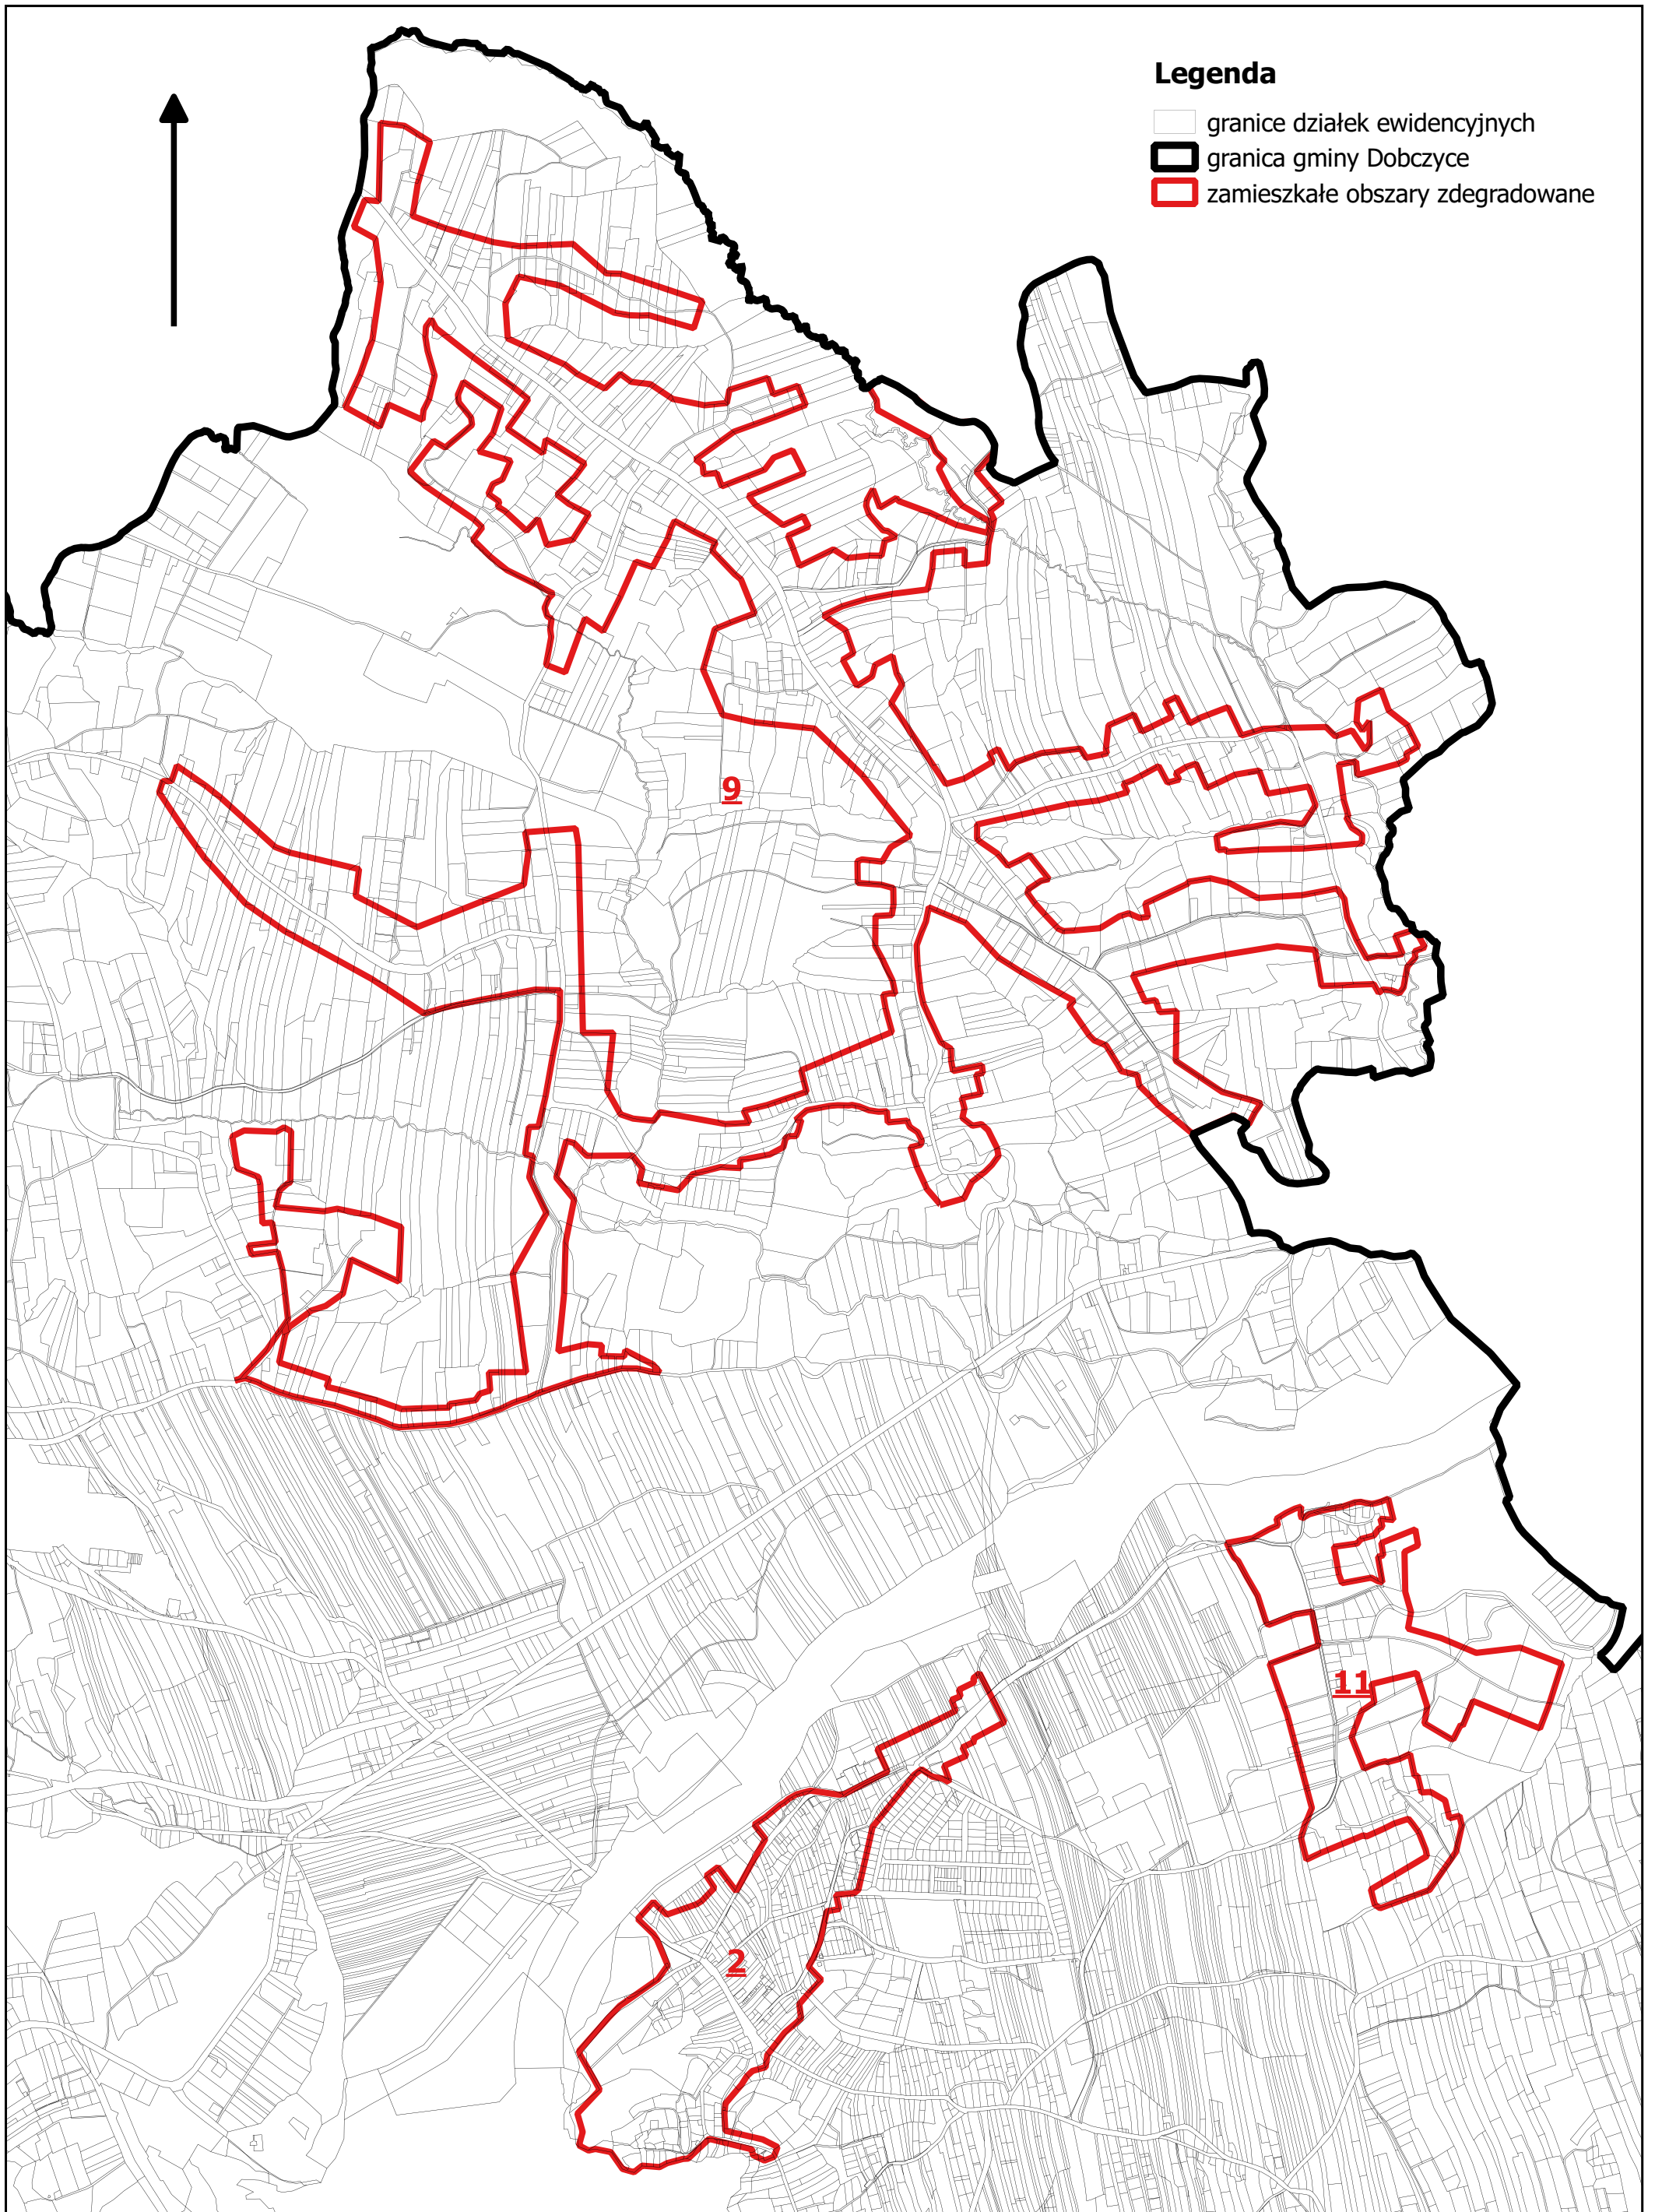 Legenda
granice działek ewidencyjnych
granica gminy Dobczyce
zamieszkałe obszary zdegradowane
9
11
2